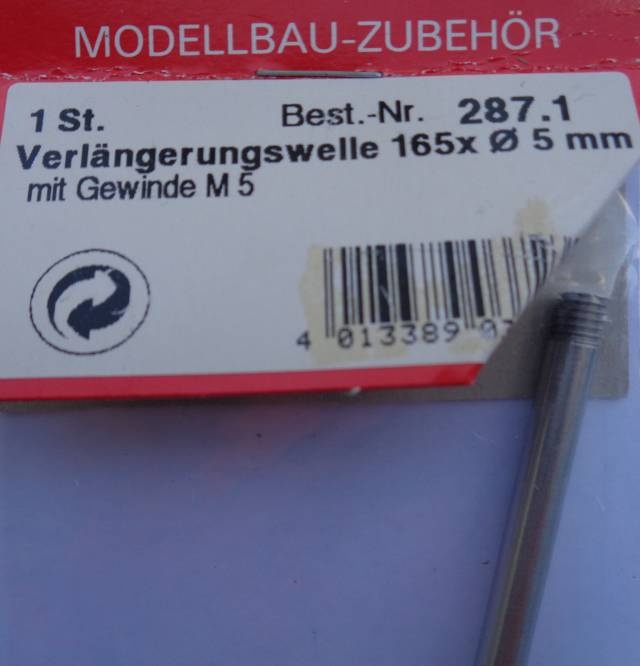 MODELLBAU-ZUBEHÖR
1 St. Best.-Nr. 287.1
Verlängerungswelle 165x Ø 5 mm
mit Gewinde M 5
4 013389